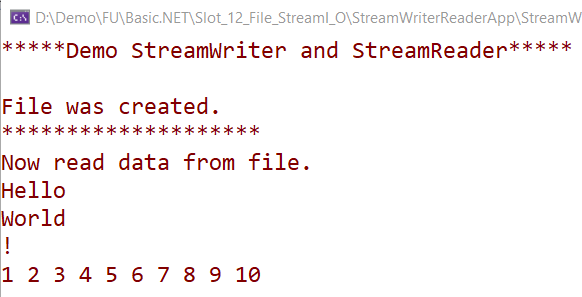 D:\Demo\FU\Basic.NET\Slot_12_File_StreamI_O\StreamWriterReaderApp\StreamW
*****Demo StreamWriter and StreamReader*****
File was created.
********************
Now read data from file.
Hello
World
!
1 2 3 4 5 6 7 8 9 10